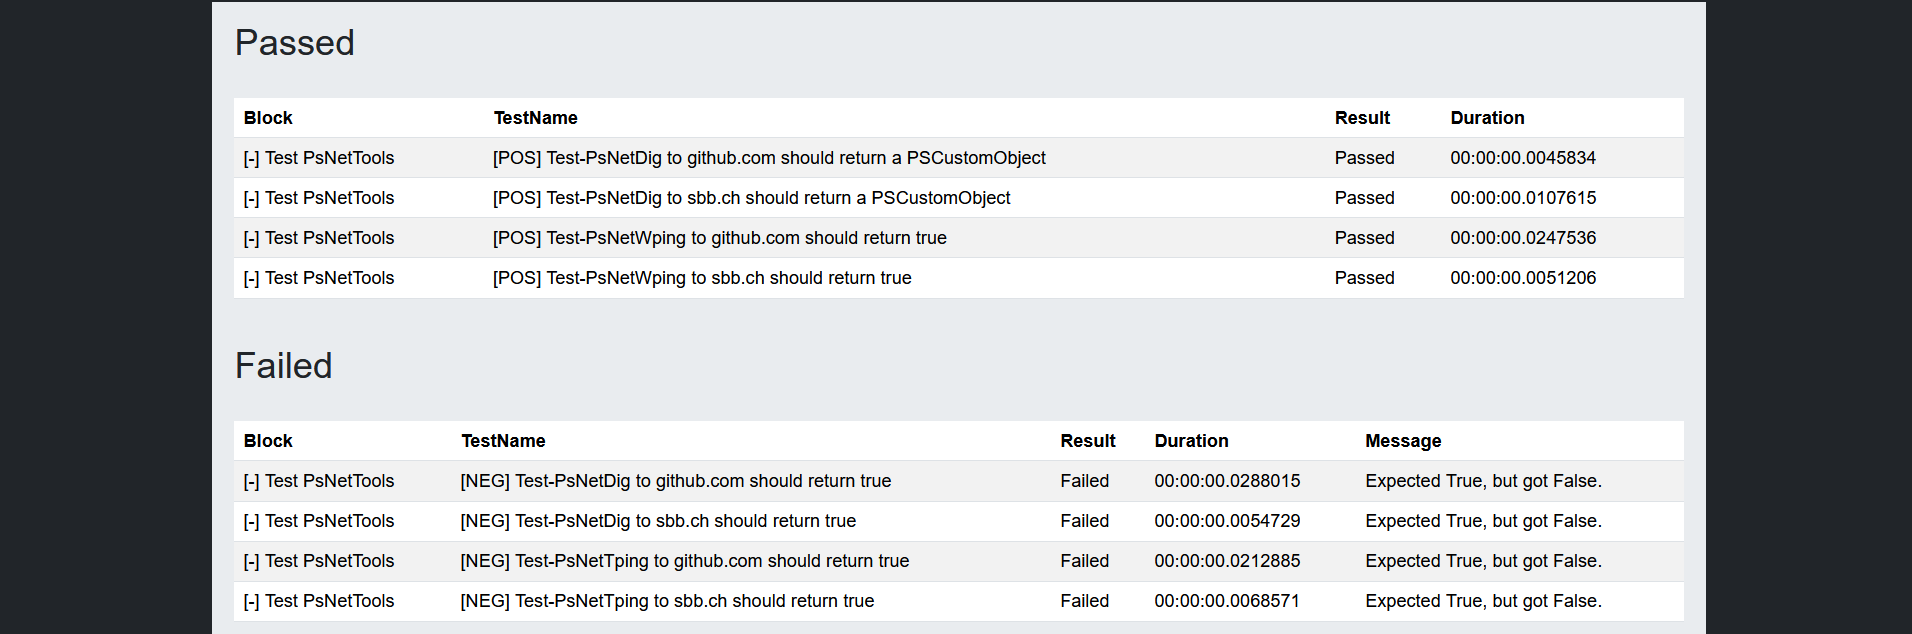 Passed
Block TestName Result Duration
[-] Test PsNetTools [POS] Test-PsNetDig to github.com should return a PSCustomObject Passed 00:00:00.0045834
[-] Test PsNetTools [POS] Test-PsNetDig to sbb.ch should return a PSCustomObject Passed 00:00:00.0107615
[-] Test PsNetTools [POS] Test-PsNetWping to github.com should return true Passed 00:00:00.0247536
[-] Test PsNetTools [POS] Test-PsNetWping to sbb.ch should return true Passed 00:00:00.0051206
Failed
Block TestName Result Duration Message
[-] Test PsNetTools [NEG] Test-PsNetDig to github.com should return true Failed 00:00:00.0288015 Expected True, but got False.
[-] Test PsNetTools [NEG] Test-PsNetDig to sbb.ch should return true Failed 00:00:00.0054729 Expected True, but got False.
[-] Test PsNetTools [NEG] Test-PsNetTping to github.com should return true Failed 00:00:00.0212885 Expected True, but got False.
[-] Test PsNetTools [NEG] Test-PsNetTping to sbb.ch should return true Failed 00:00:00.0068571 Expected True, but got False.